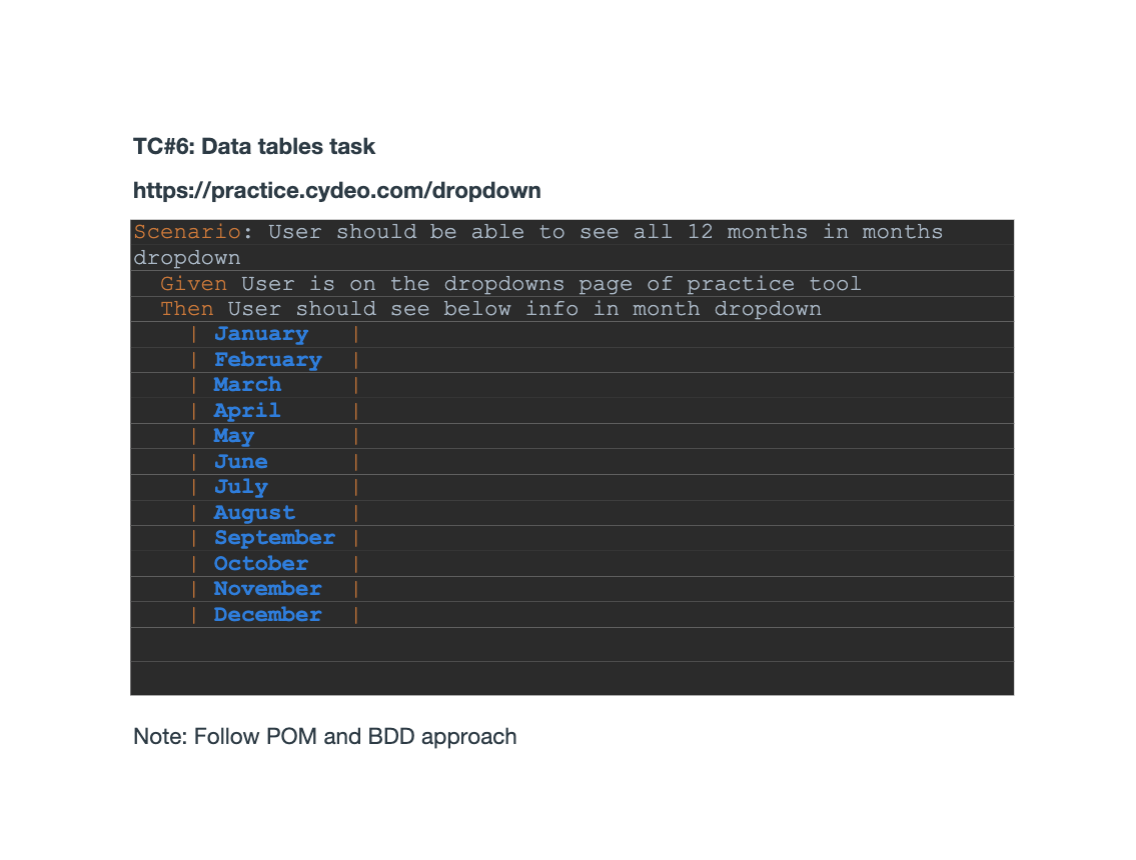 TC#6: Data tables task
https://practice.cydeo.com/dropdown
Scenario: User should be able to see all 12 months in months
dropdown
Given User is on the dropdowns page of practice tool
Then User should see below info in month dropdown
| January |
| February |
| March |
| April |
| May |
| June |
| July |
| August |
| September |
| October |
| November |
| December |
Note: Follow POM and BDD approach